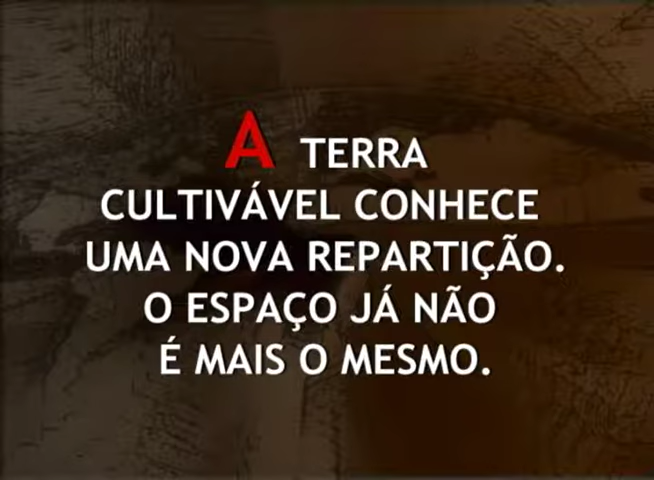 A TERRA
CULTIVÁVEL CONHECE
UMA NOVA REPARTIÇÃO.
O ESPAÇO JÁ NÃO
É MAIS O MESMO.